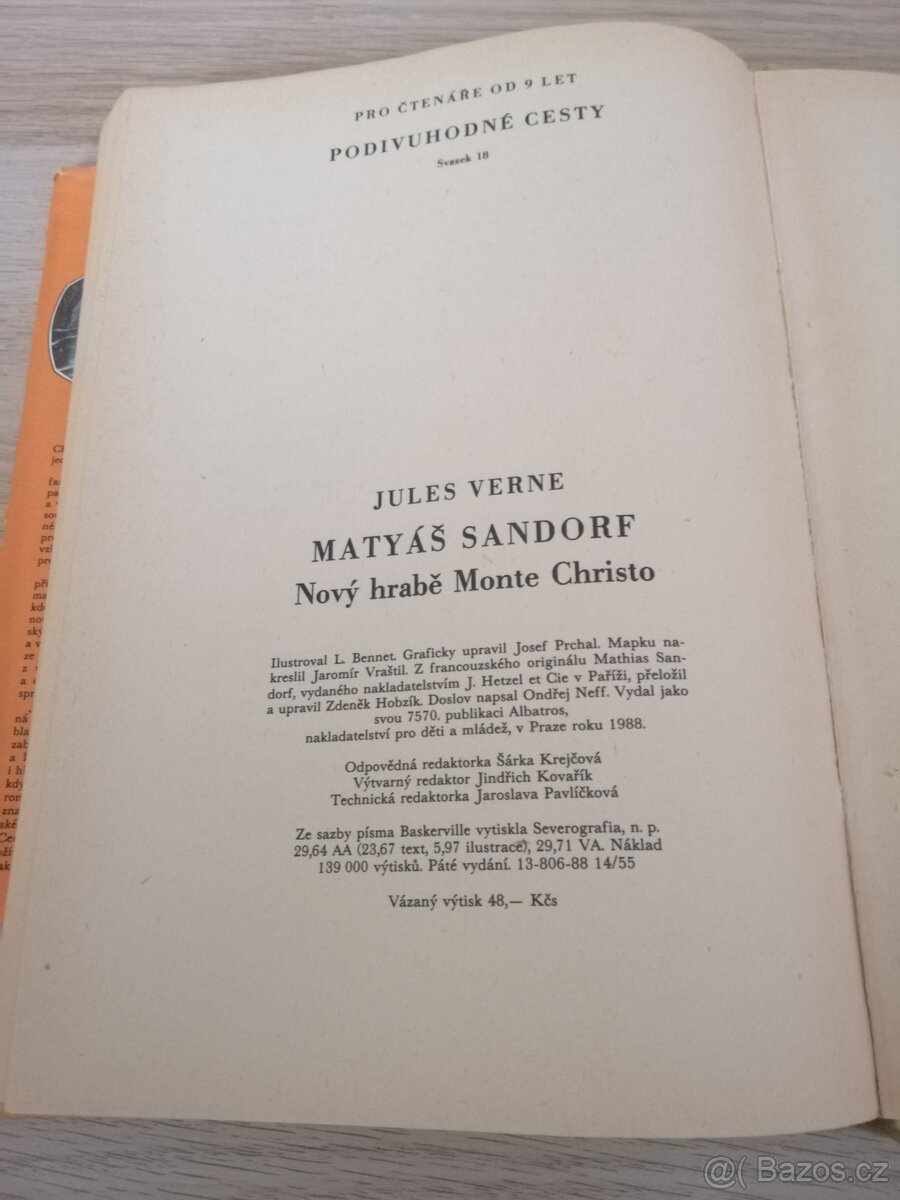 PRO ČTENÁŘE OD 9 LET
PODIVUHODNÉ CESTY
Svazek 18
JULES VERNE
MATYÁŠ SANDORF
Nový hrabě Monte Christo
Ilustroval L. Bennet. Graficky upravil Josef Prchal. Mapku na-
kreslil Jaromír Vraštil. Z francouzského originálu Mathias San-
dorf, vydaného nakladatelstvím J. Hetzel et Cie v Paříži, přeložil
a upravil Zdeněk Hobzík. Doslov napsal Ondřej Neff. Vydal jako
svou 7570. publikaci Albatros,
nakladatelství pro děti a mládež, v Praze roku 1988.
Odpovědná redaktorka Šárka Krejčová
Výtvarný redaktor Jindřich Kovařík
Technická redaktorka Jaroslava Pavlíčková
Ze sazby písma Baskerville vytiskla Severografia, n. p.
29,64 AA (23,67 text, 5,97 ilustrace), 29,71 VA. Náklad
139 000 výtisků. Páté vydání. 13-806-88 14/55
Vázaný výtisk 48,— Kčs
@( Bazos.cz